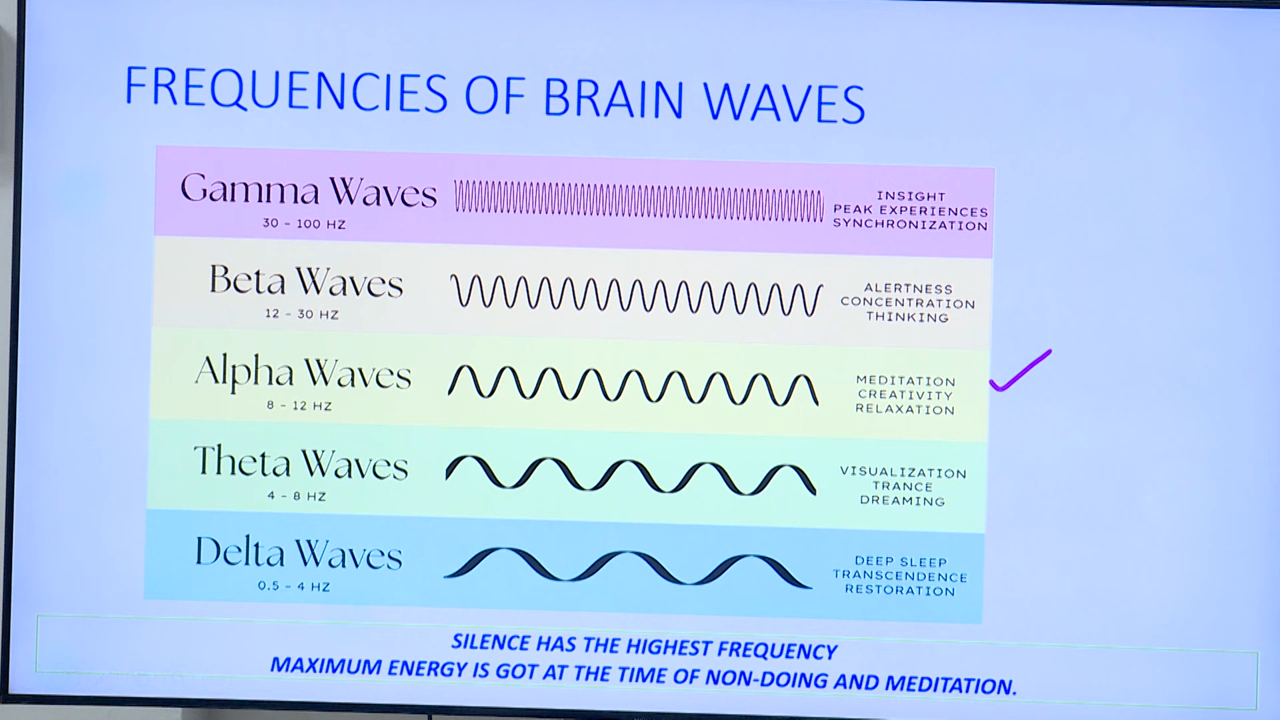 FREQUENCIES OF BRAIN WAVES
Gamma Waves
30 - 100 HZ
INSIGHT
PEAK EXPERIENCES
SYNCHRONIZATION
Beta Waves
12 - 30 HZ
ALERTNESS
CONCENTRATION
THINKING
Alpha Waves
8 - 12 HZ
MEDITATION
CREATIVITY
RELAXATION
Theta Waves
4 - 8 HZ
VISUALIZATION
TRANCE
DREAMING
Delta Waves
0.5 - 4 HZ
DEEP SLEEP
TRANSCENDENCE
RESTORATION
SILENCE HAS THE HIGHEST FREQUENCY
MAXIMUM ENERGY IS GOT AT THE TIME OF NON-DOING AND MEDITATION.